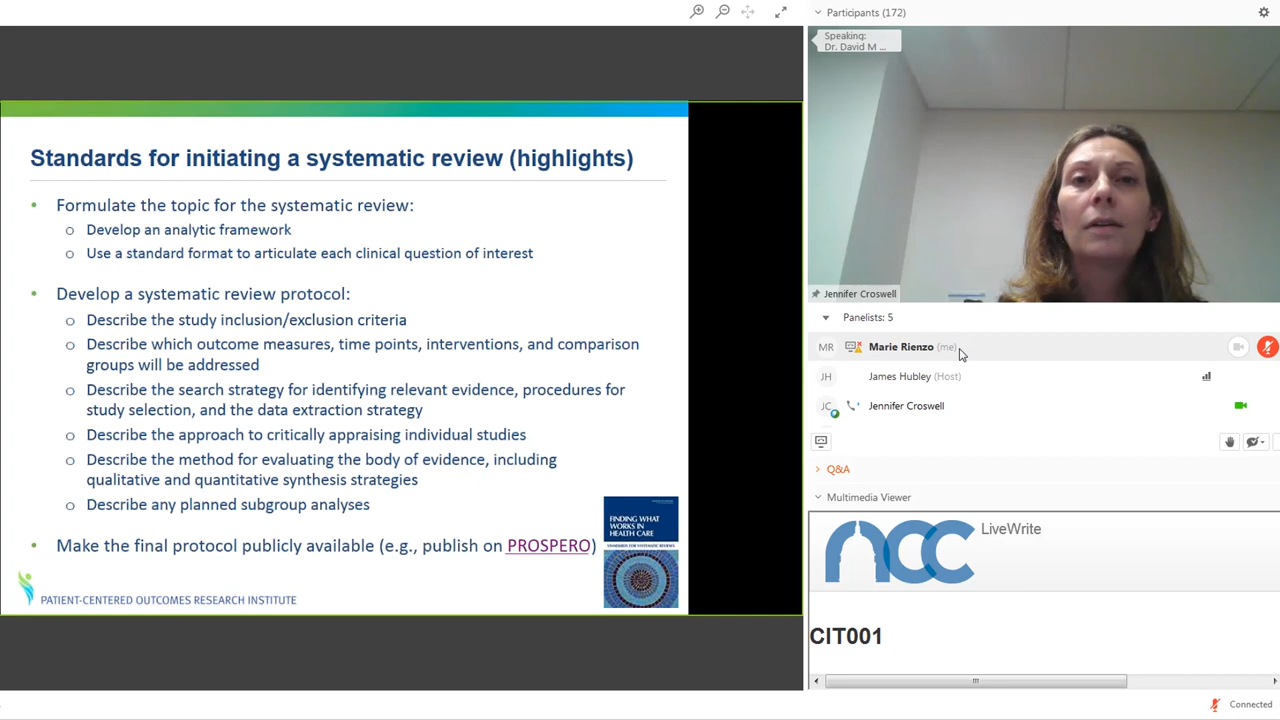 Standards for initiating a systematic review (highlights)
• Formulate the topic for the systematic review:
o Develop an analytic framework
o Use a standard format to articulate each clinical question of interest
• Develop a systematic review protocol:
o Describe the study inclusion/exclusion criteria
o Describe which outcome measures, time points, interventions, and comparison
groups will be addressed
o Describe the search strategy for identifying relevant evidence, procedures for
study selection, and the data extraction strategy
o Describe the approach to critically appraising individual studies
o Describe the method for evaluating the body of evidence, including
qualitative and quantitative synthesis strategies
o Describe any planned subgroup analyses
• Make the final protocol publicly available (e.g., publish on PROSPERO)
FINDING WHAT
WORKS IN
HEALTH CARE
STANDARDS FOR SYSTEMATIC REVIEWS
PATIENT-CENTERED OUTCOMES RESEARCH INSTITUTE
Participants (172)
Speaking:
Dr. David M ...
Jennifer Croswell
Panelists: 5
MR Marie Rienzo (me)
JH James Hubley (Host)
JC Jennifer Croswell
Q&A
Multimedia Viewer
ncc LiveWrite
CIT001
Connected